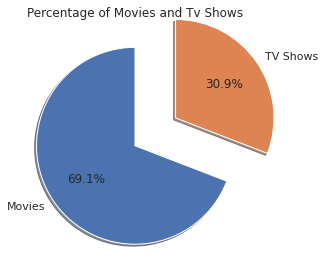 Percentage of Movies and Tv Shows
TV Shows
30.9%
69.1%
Movies